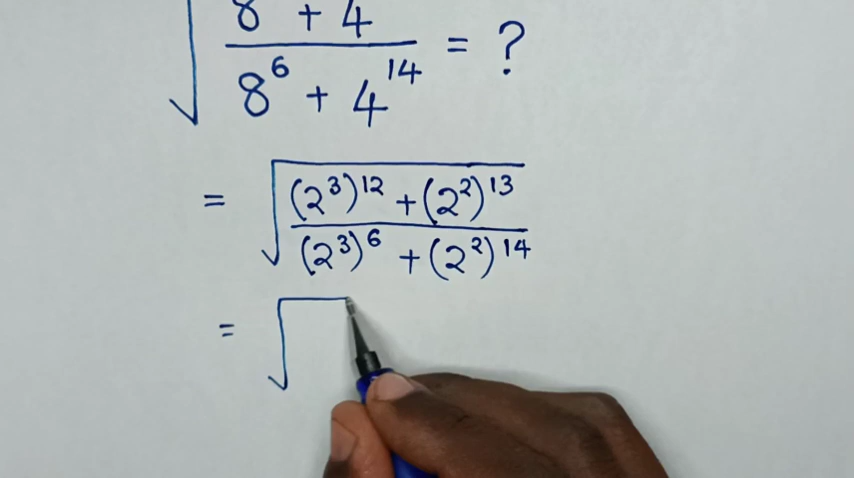 √ 8 + 4
8⁶ + 4¹⁴ = ?
= √ (2³)¹² + (2²)¹³
(2³)⁶ + (2²)¹⁴
= √